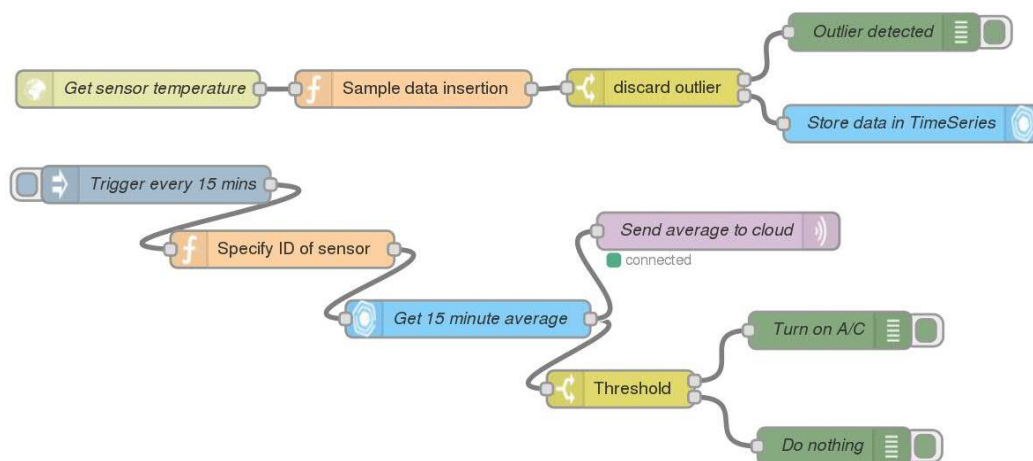 Outlier detected
Get sensor temperature
Sample data insertion
discard outlier
Store data in TimeSeries
Trigger every 15 mins
Specify ID of sensor
Send average to cloud
connected
Get 15 minute average
Turn on A/C
Threshold
Do nothing